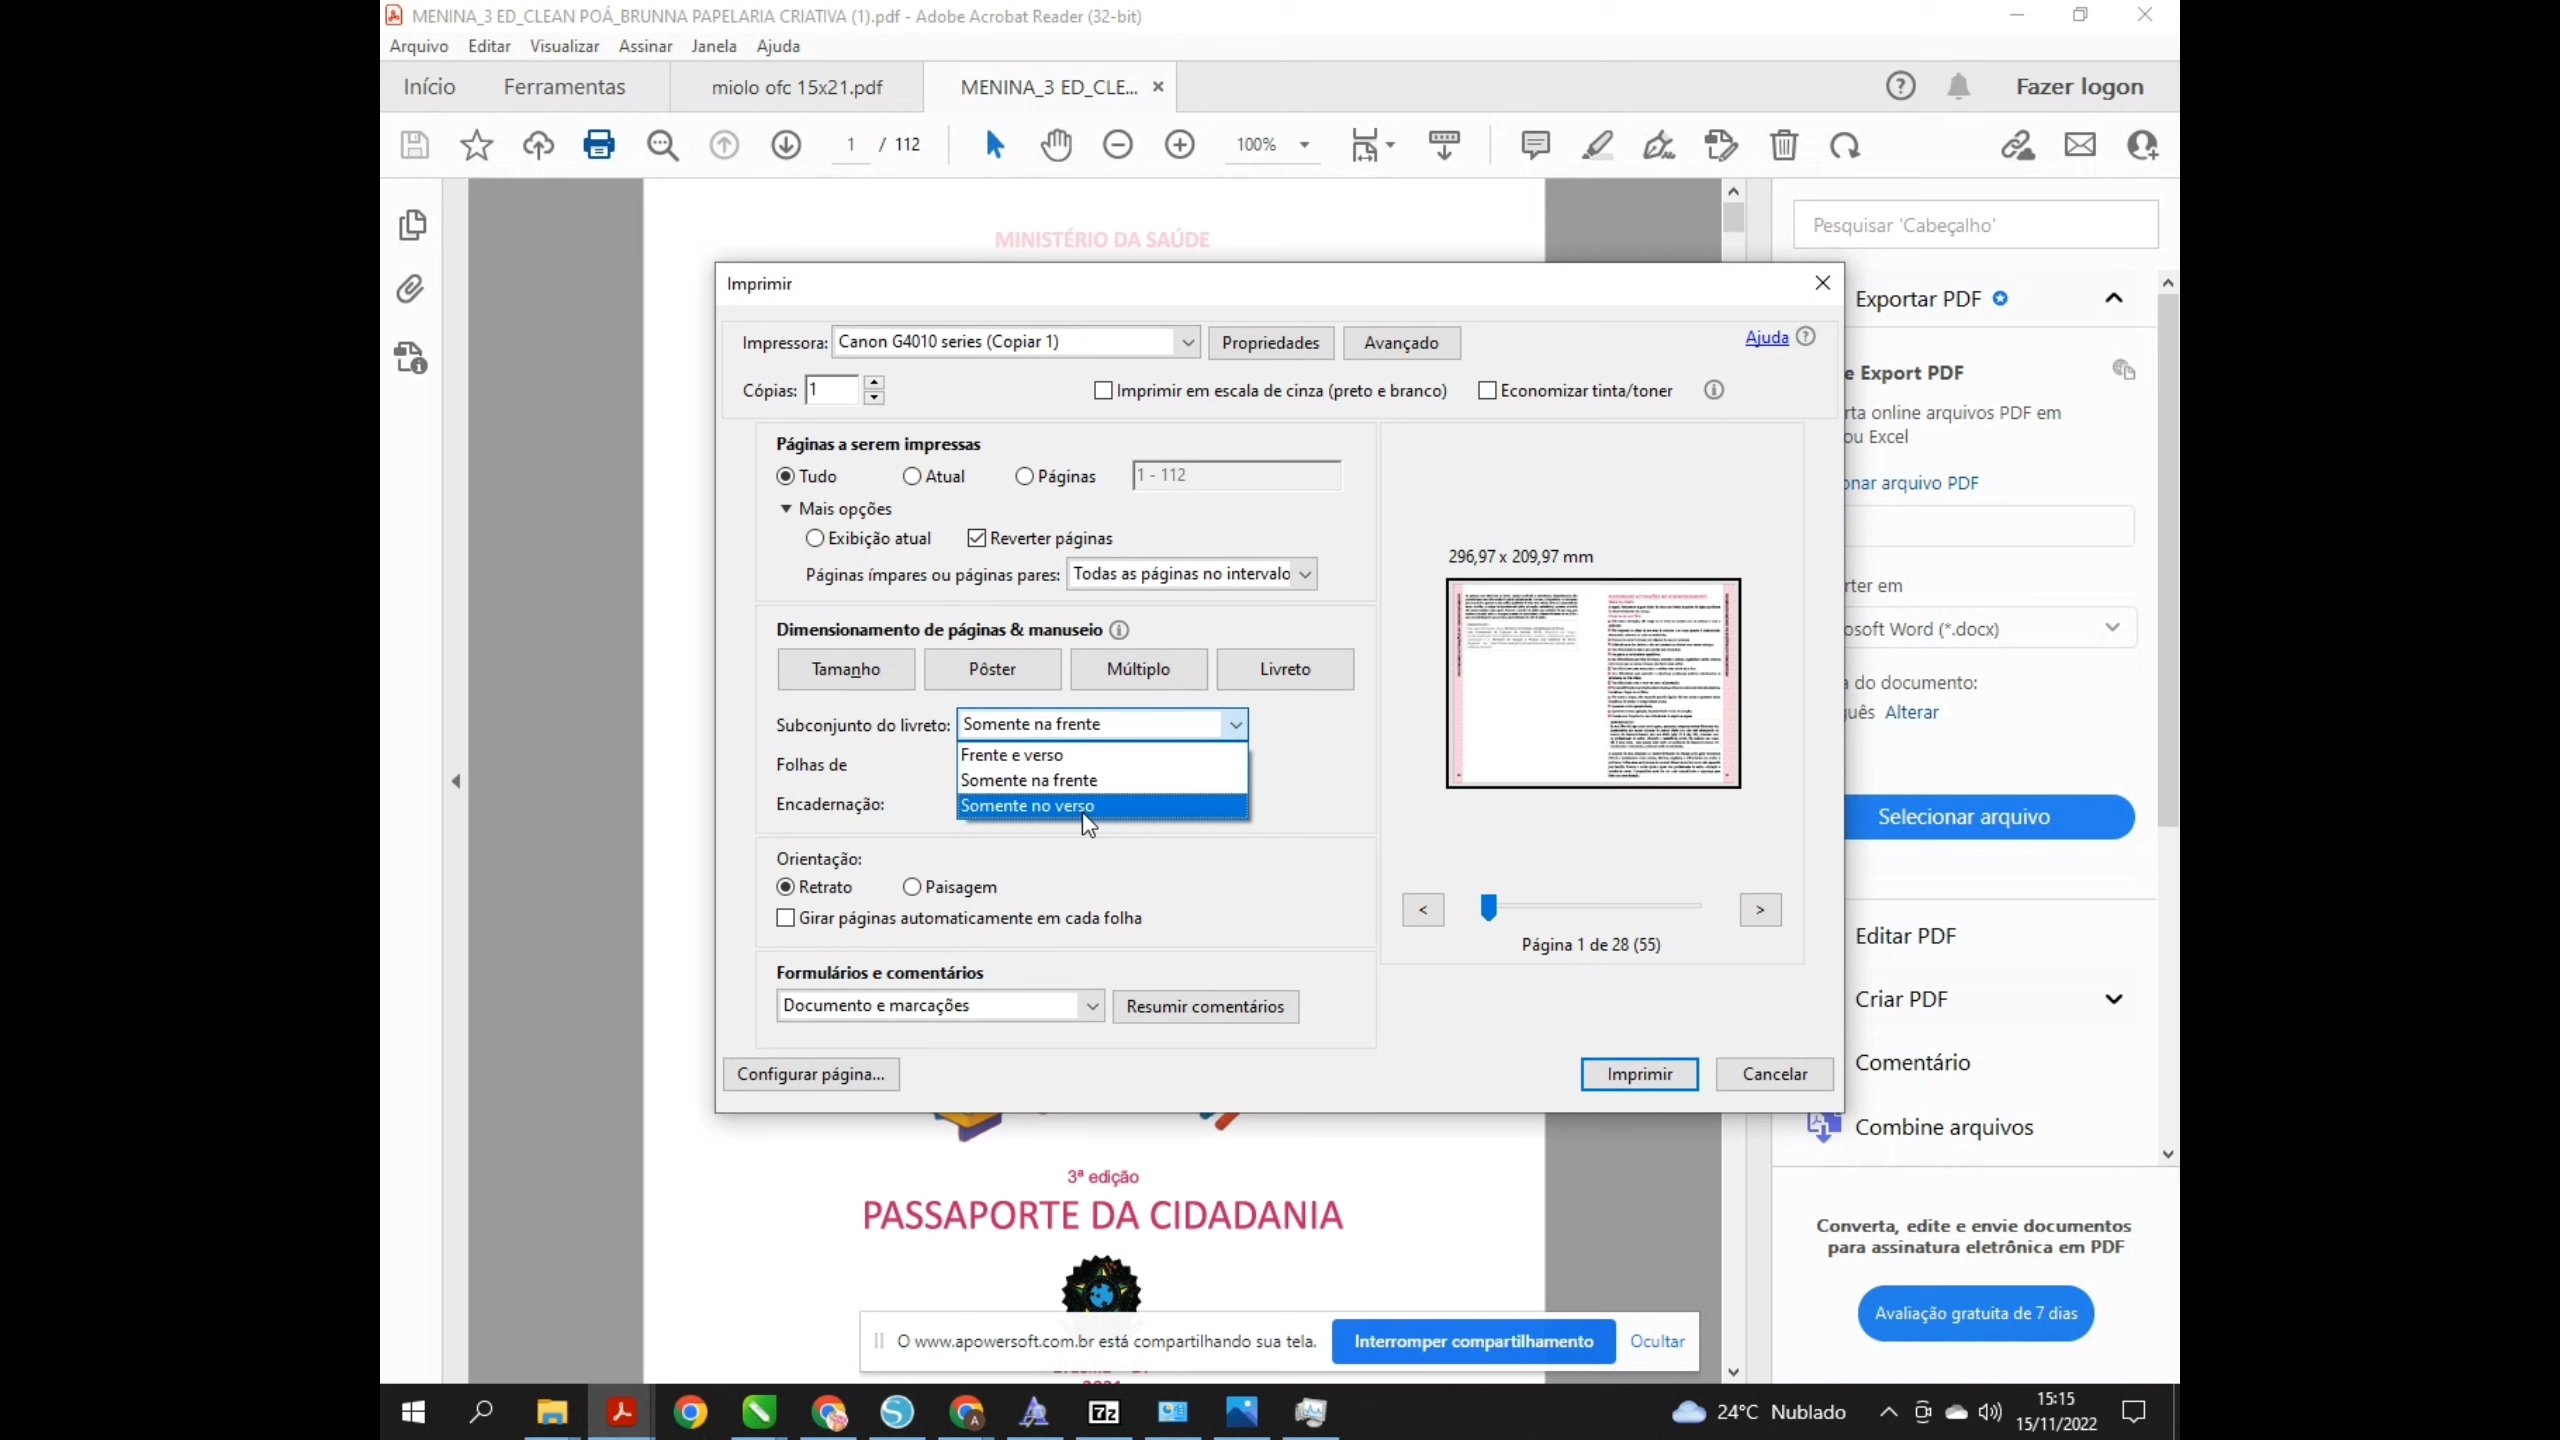 MENINA_3 ED_CLEAN POÁ_BRUNNA PAPELARIA CRIATIVA (1).pdf - Adobe Acrobat Reader (32-bit)
Arquivo Editar Visualizar Assinar Janela Ajuda
Início Ferramentas miolo ofc 15x21.pdf MENINA_3 ED_CLE... × Fazer logon
1 / 112 100%
MINISTÉRIO DA SAÚDE
Pesquisar 'Cabeçalho'
Imprimir
Exportar PDF
Impressora: Canon G4010 series (Copiar 1) Propriedades Avançado Ajuda
Cópias: 1 Imprimir em escala de cinza (preto e branco) Economizar tinta/toner
e Export PDF
rta online arquivos PDF em
ou Excel
Páginas a serem impressas
Tudo Atual Páginas 1 - 112
onar arquivo PDF
Mais opções
Exibição atual Reverter páginas
Páginas ímpares ou páginas pares: Todas as páginas no intervalo
296,97 x 209,97 mm
rter em
osoft Word (*.docx)
Dimensionamento de páginas & manuseio
Tamanho Pôster Múltiplo Livreto
do documento:
uês Alterar
Subconjunto do livreto: Somente na frente
Frente e verso
Folhas de
Somente na frente
Encadernação:
Somente no verso
Selecionar arquivo
Orientação:
Retrato Paisagem
Girar páginas automaticamente em cada folha
< >
Página 1 de 28 (55)
Editar PDF
Formulários e comentários
Documento e marcações Resumir comentários
Criar PDF
Configurar página... Imprimir Cancelar
Comentário
Combine arquivos
3ª edição
PASSAPORTE DA CIDADANIA
Converta, edite e envie documentos
para assinatura eletrônica em PDF
Avaliação gratuita de 7 dias
O www.apowersoft.com.br está compartilhando sua tela. Interromper compartilhamento Ocultar
7z
24°C Nublado
15:15
15/11/2022